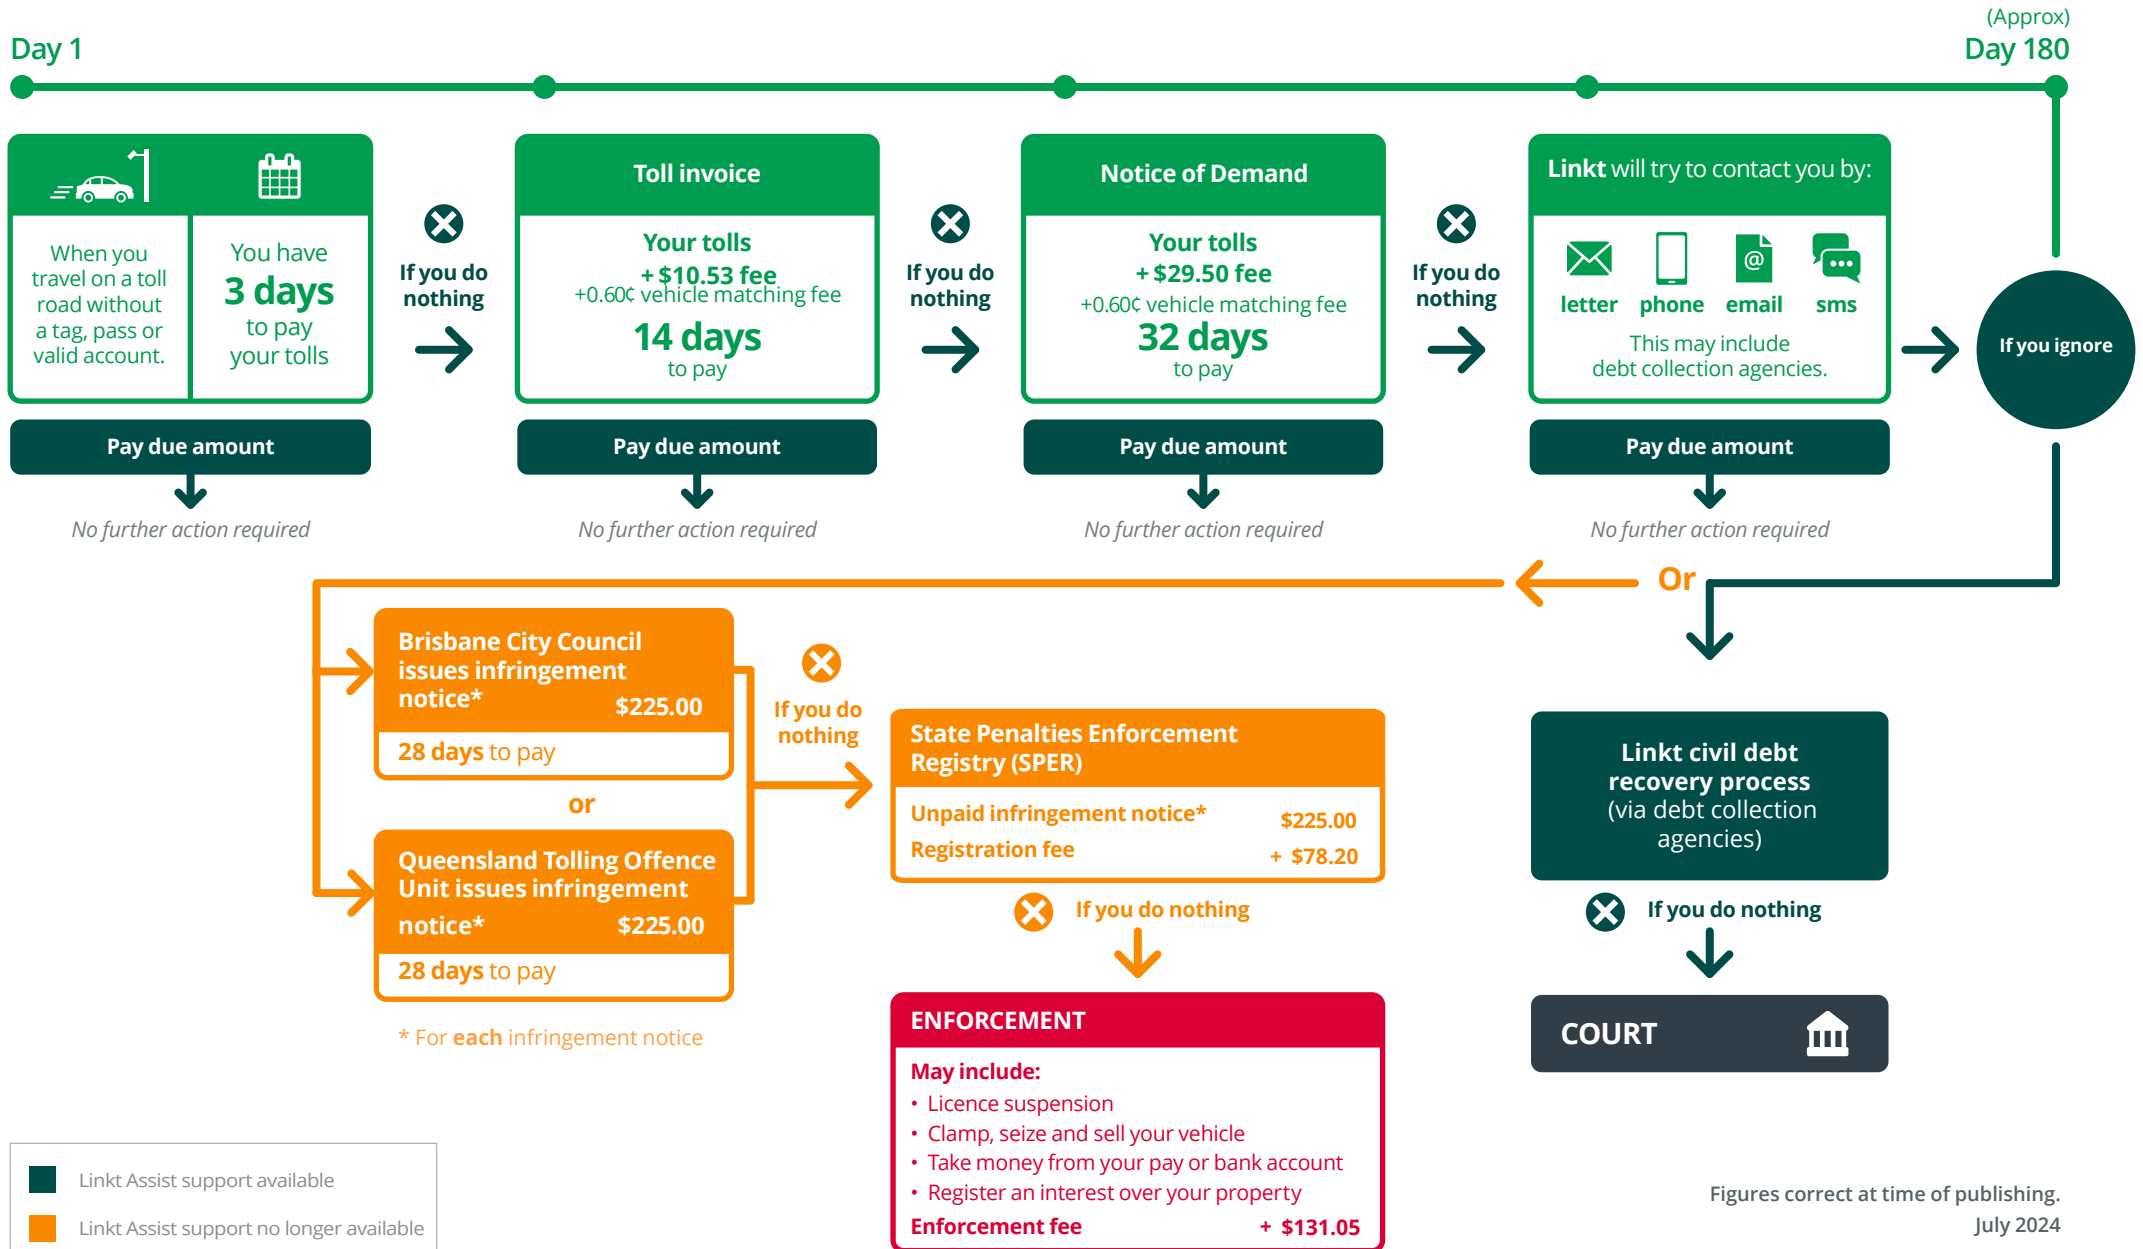 (Approx)
Day 1
Day 180
When you
travel on a toll
road without
a tag, pass or
valid account.
You have
3 days
to pay
your tolls
If you do
nothing
Toll invoice
Your tolls
+ $10.53 fee
+0.60¢ vehicle matching fee
14 days
to pay
If you do
nothing
Notice of Demand
Your tolls
+ $29.50 fee
+0.60¢ vehicle matching fee
32 days
to pay
If you do
nothing
Linkt will try to contact you by:
@
letter phone email sms
This may include
debt collection agencies.
If you ignore
Pay due amount
Pay due amount
Pay due amount
Pay due amount
No further action required
No further action required
No further action required
No further action required
Or
Brisbane City Council
issues infringement
notice* $225.00
28 days to pay
or
Queensland Tolling Offence
Unit issues infringement
notice* $225.00
28 days to pay
* For each infringement notice
If you do
nothing
State Penalties Enforcement
Registry (SPER)
Unpaid infringement notice* $225.00
Registration fee + $78.20
If you do nothing
ENFORCEMENT
May include:
• Licence suspension
• Clamp, seize and sell your vehicle
• Take money from your pay or bank account
• Register an interest over your property
Enforcement fee + $131.05
Linkt civil debt
recovery process
(via debt collection
agencies)
If you do nothing
COURT
Linkt Assist support available
Linkt Assist support no longer available
Figures correct at time of publishing.
July 2024